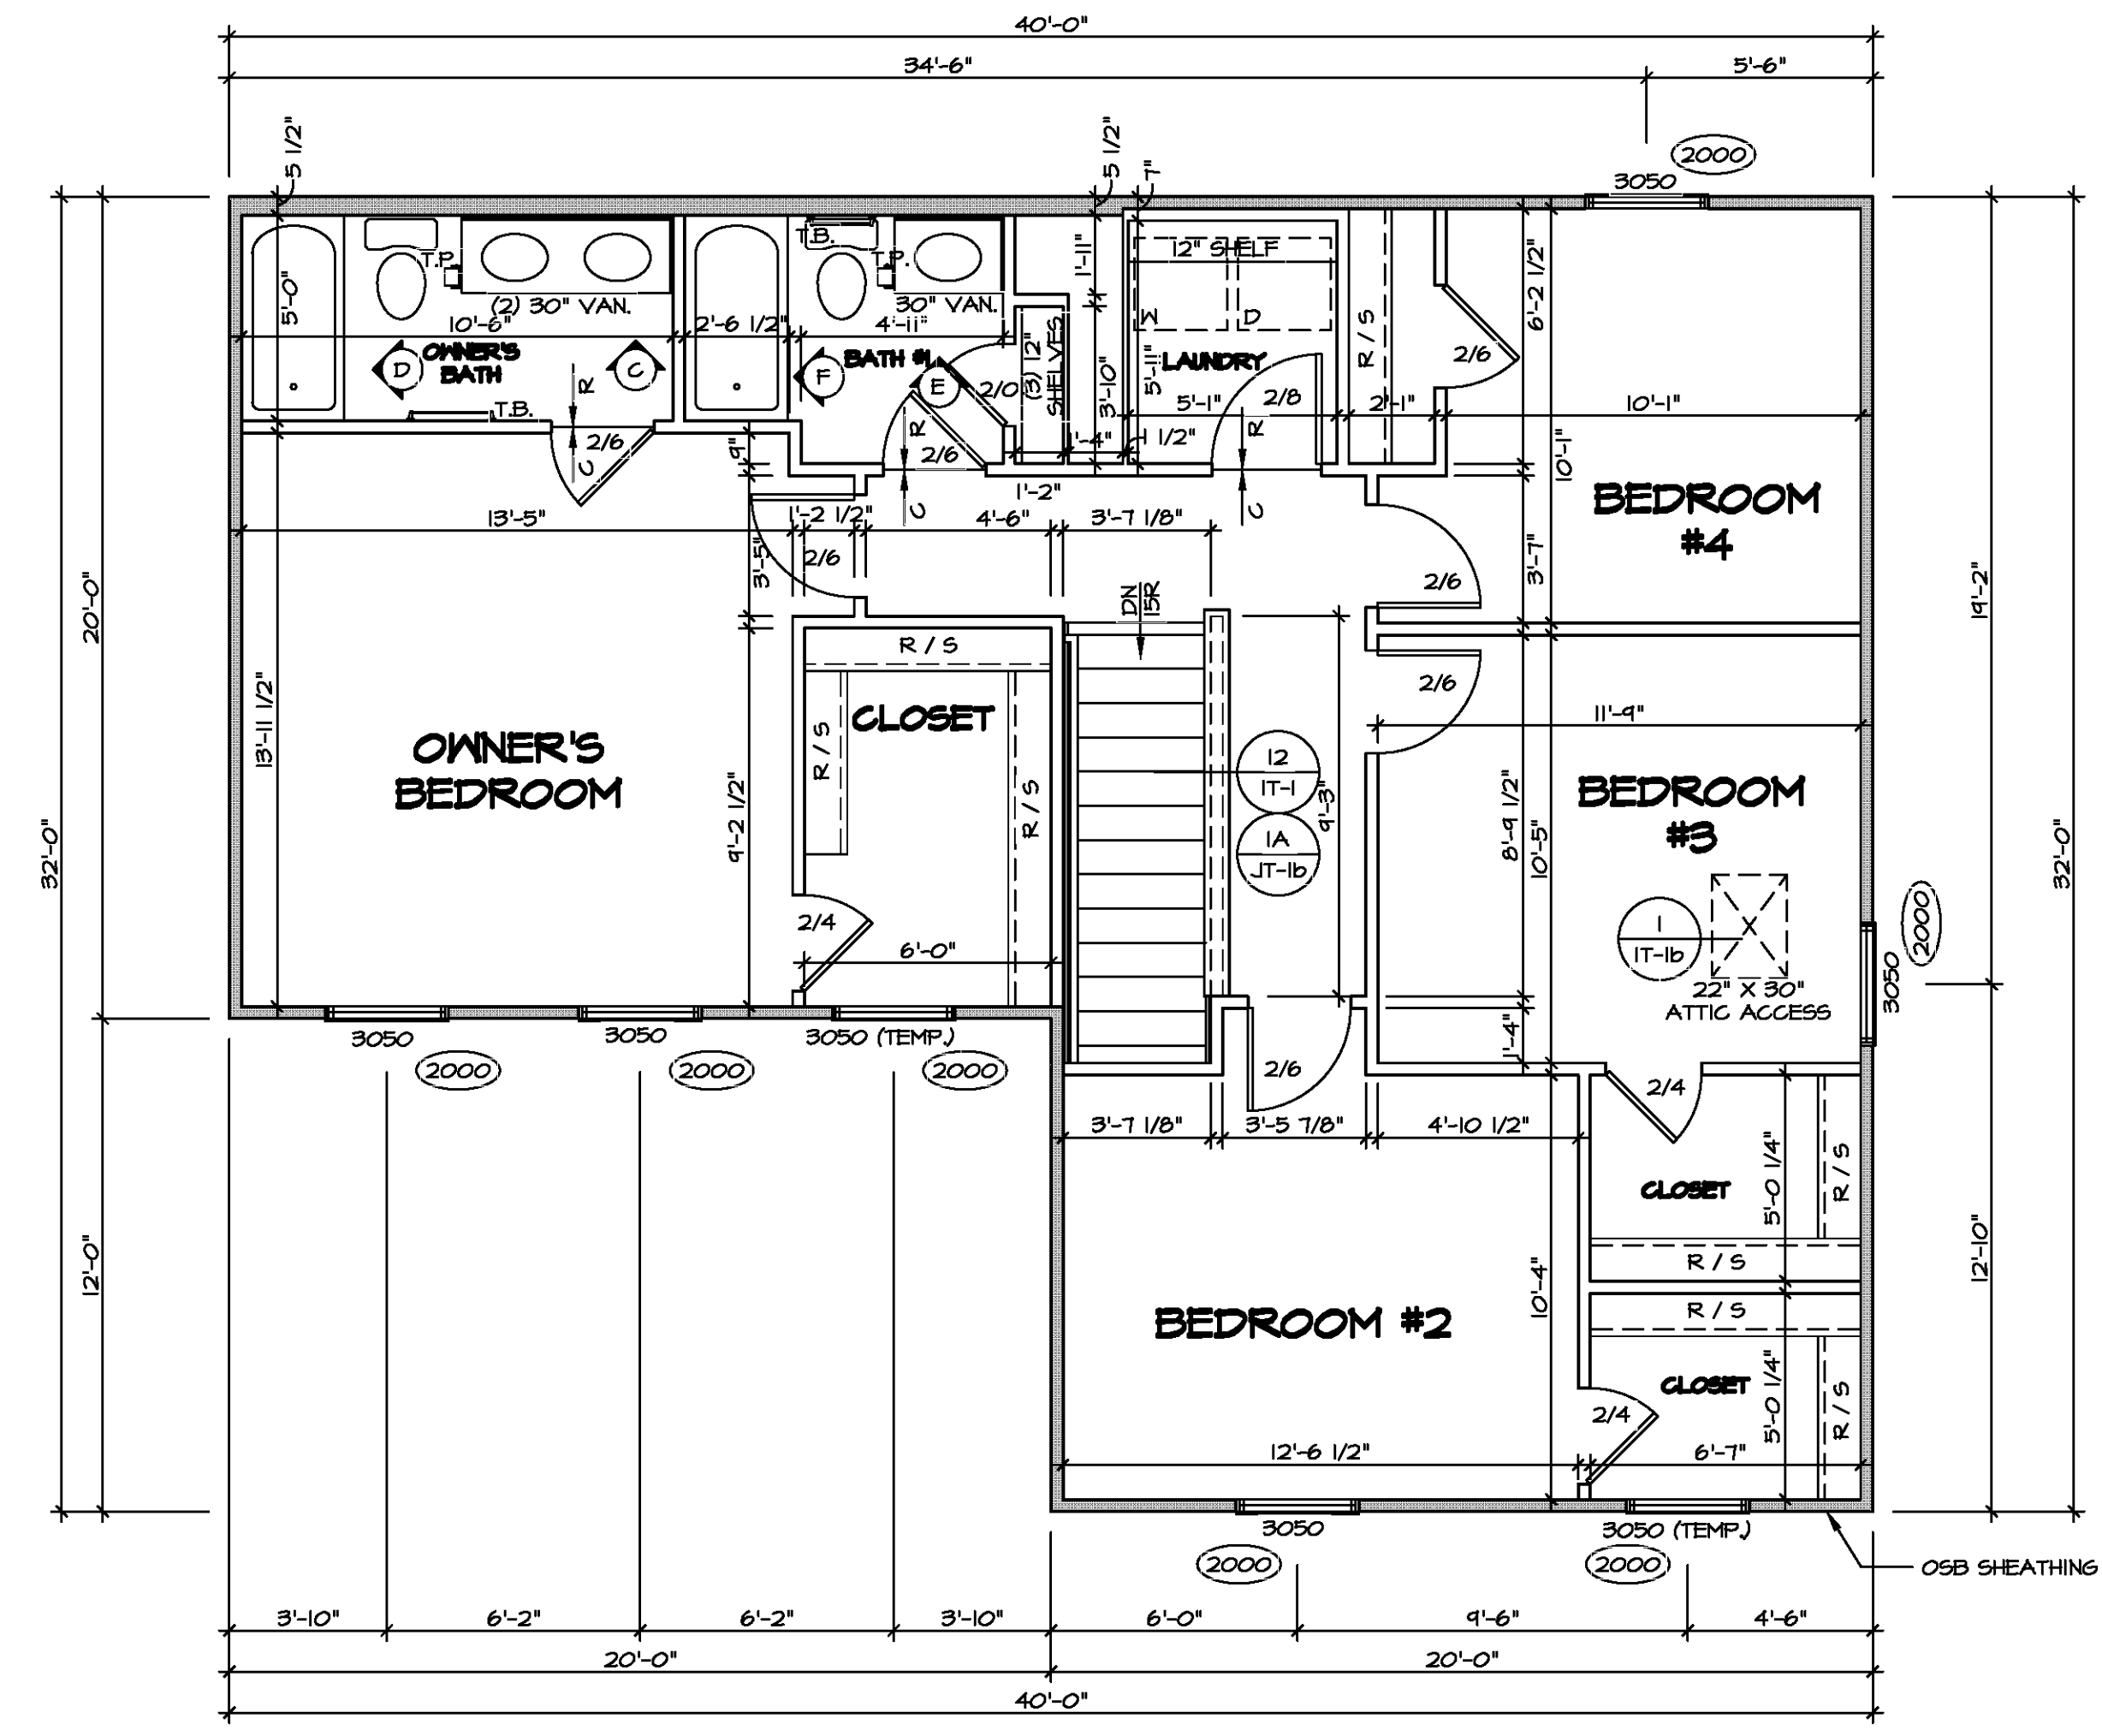 40'-0"
34'-6"
5'-6"
5 1/2"
5 1/2"
7"
2000
3050
T.B.
T.P.
T.P.
12" SHELF
1'-11"
6'-2 1/2"
5'-0"
(2) 30" VAN.
30" VAN.
10'-6"
2'-6 1/2"
4'-11"
W
D
R / S
OWNER'S
BATH
D
C
BATH #1
F
E
2/0
(3) 12"
SHELVES
3'-10"
5'-11"
LAUNDRY
2/6
R
T.B.
5'-1"
2/8
2'-1"
10'-1"
2/6
C
9"
R
2/6
1'-4"
1 1/2"
R
10'-1"
1'-2"
C
C
13'-5"
1'-2 1/2"
4'-6"
3'-7 1/8"
BEDROOM
#4
3'-5"
2/6
3'-7"
2/6
20'-0"
19'-2"
DN
15R
R / S
2/6
13'-11 1/2"
CLOSET
11'-9"
OWNER'S
BEDROOM
R / S
R / S
12
1T-1
9'-3"
1A
JT-1b
9'-2 1/2"
8'-9 1/2"
10'-5"
BEDROOM
#3
32'-0"
32'-0"
2/4
6'-0"
1
1T-1b
22" X 30"
ATTIC ACCESS
2000
3050
3050
3050
3050 (TEMP.)
2000
2000
2000
1'-4"
2/6
2/4
3'-7 1/8"
3'-5 7/8"
4'-10 1/2"
5'-0 1/4"
R / S
CLOSET
12'-0"
12'-10"
10'-4"
R / S
R / S
BEDROOM #2
CLOSET
5'-0 1/4"
R / S
2/4
12'-6 1/2"
6'-7"
3050
3050 (TEMP.)
2000
2000
OSB SHEATHING
3'-10"
6'-2"
6'-2"
3'-10"
6'-0"
9'-6"
4'-6"
20'-0"
20'-0"
40'-0"